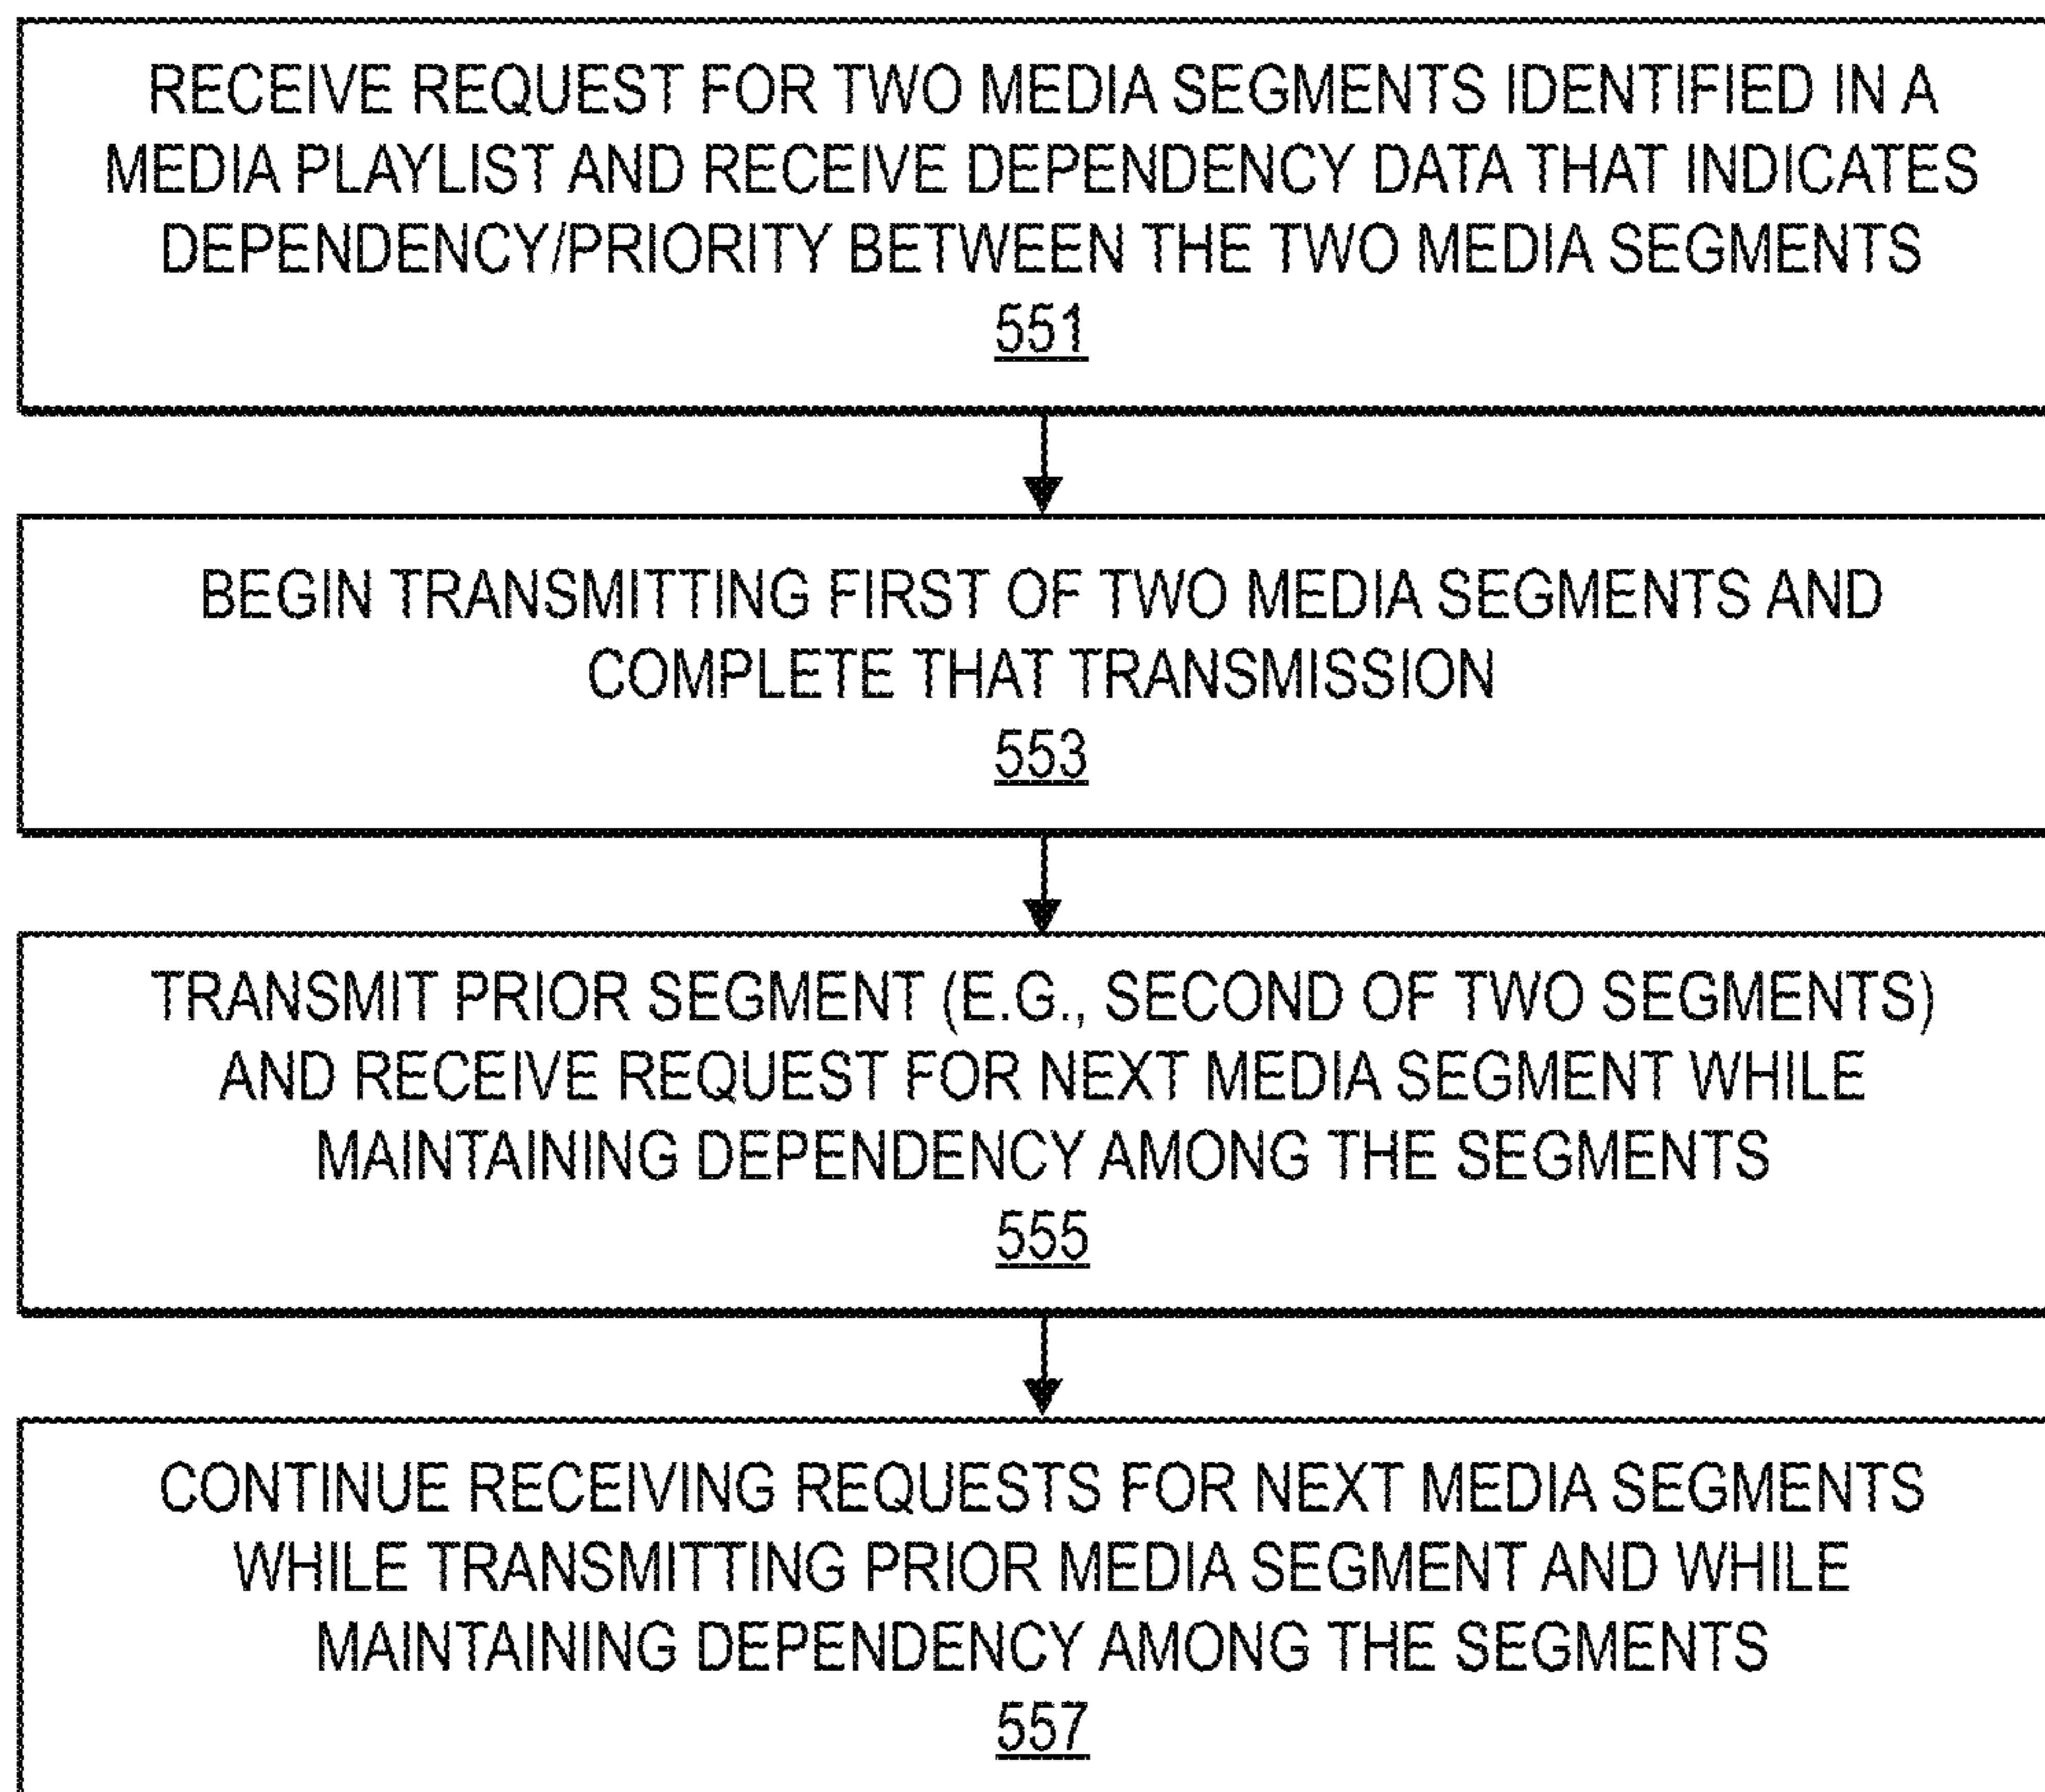 RECEIVE REQUEST FOR TWO MEDIA SEGMENTS IDENTIFIED IN A
MEDIA PLAYLIST AND RECEIVE DEPENDENCY DATA THAT INDICATES
DEPENDENCY/PRIORITY BETWEEN THE TWO MEDIA SEGMENTS
551
BEGIN TRANSMITTING FIRST OF TWO MEDIA SEGMENTS AND
COMPLETE THAT TRANSMISSION
553
TRANSMIT PRIOR SEGMENT (E.G., SECOND OF TWO SEGMENTS)
AND RECEIVE REQUEST FOR NEXT MEDIA SEGMENT WHILE
MAINTAINING DEPENDENCY AMONG THE SEGMENTS
555
CONTINUE RECEIVING REQUESTS FOR NEXT MEDIA SEGMENTS
WHILE TRANSMITTING PRIOR MEDIA SEGMENT AND WHILE
MAINTAINING DEPENDENCY AMONG THE SEGMENTS
557